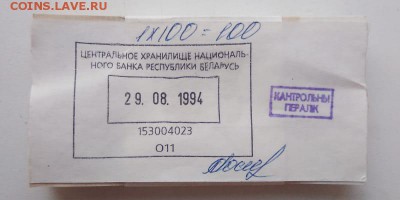 COINS.LAVE.RU
1x100=100
ЦЕНТРАЛЬНОЕ ХРАНИЛИЩЕ НАЦИОНАЛЬ-
НОГО БАНКА РЕСПУБЛИКИ БЕЛАРУСЬ
29. 08. 1994
КАНТРОЛЬНЫ
ПЕРАЛІК
153004023
011